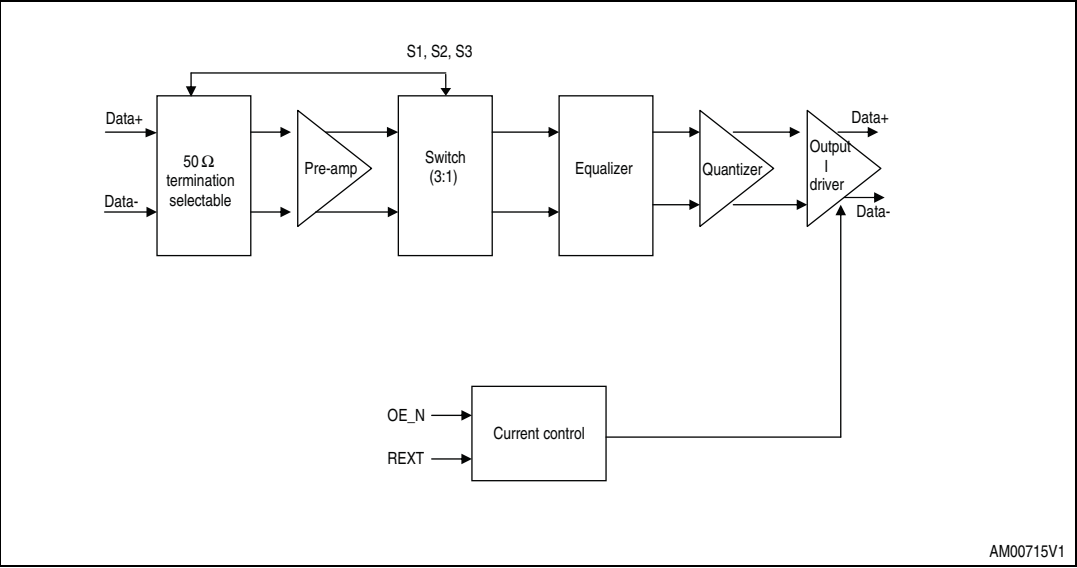 S1, S2, S3
Data+
Data-
50 Ω
termination
selectable
Pre-amp
Switch
(3:1)
Equalizer
Quantizer
Output
I
driver
Data+
Data-
OE_N
REXT
Current control
AM00715V1